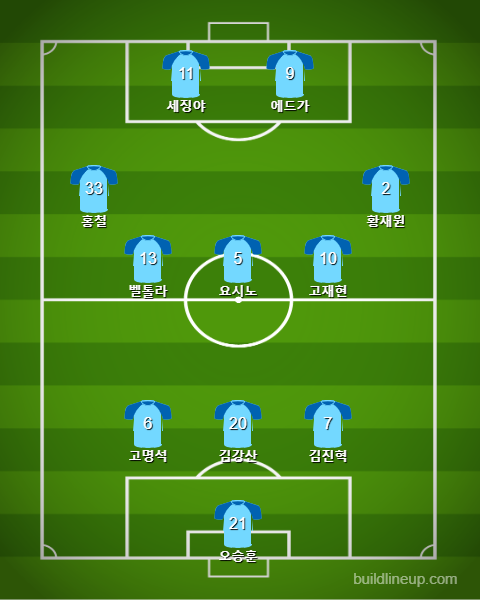 11
9
세징야
에드가
33
2
홍철
황재원
13
5
10
벨톨라
요시노
고재현
6
20
7
고명석
김강산
김진혁
21
오승훈
buildlineup.com